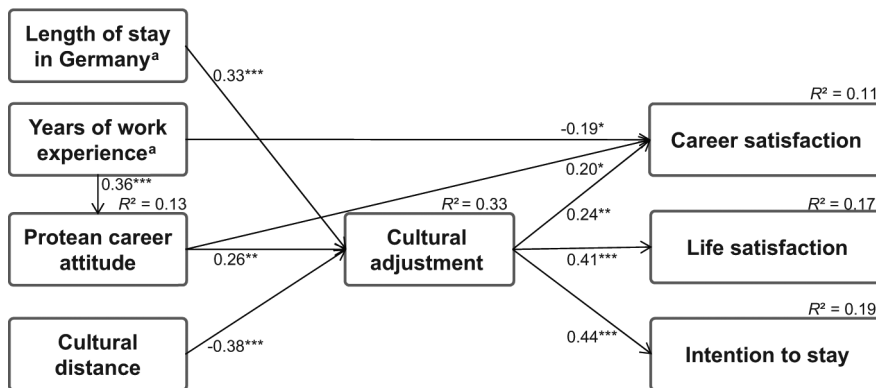 Length of stay
in Germanyᵃ
0.33***
R² = 0.11
Years of work
experienceᵃ
-0.19*
Career satisfaction
0.36***
0.20*
R² = 0.13
R² = 0.33
0.24**
R² = 0.17
Protean career
attitude
0.26**
Cultural
adjustment
0.41***
Life satisfaction
R² = 0.19
Cultural
distance
-0.38***
0.44***
Intention to stay